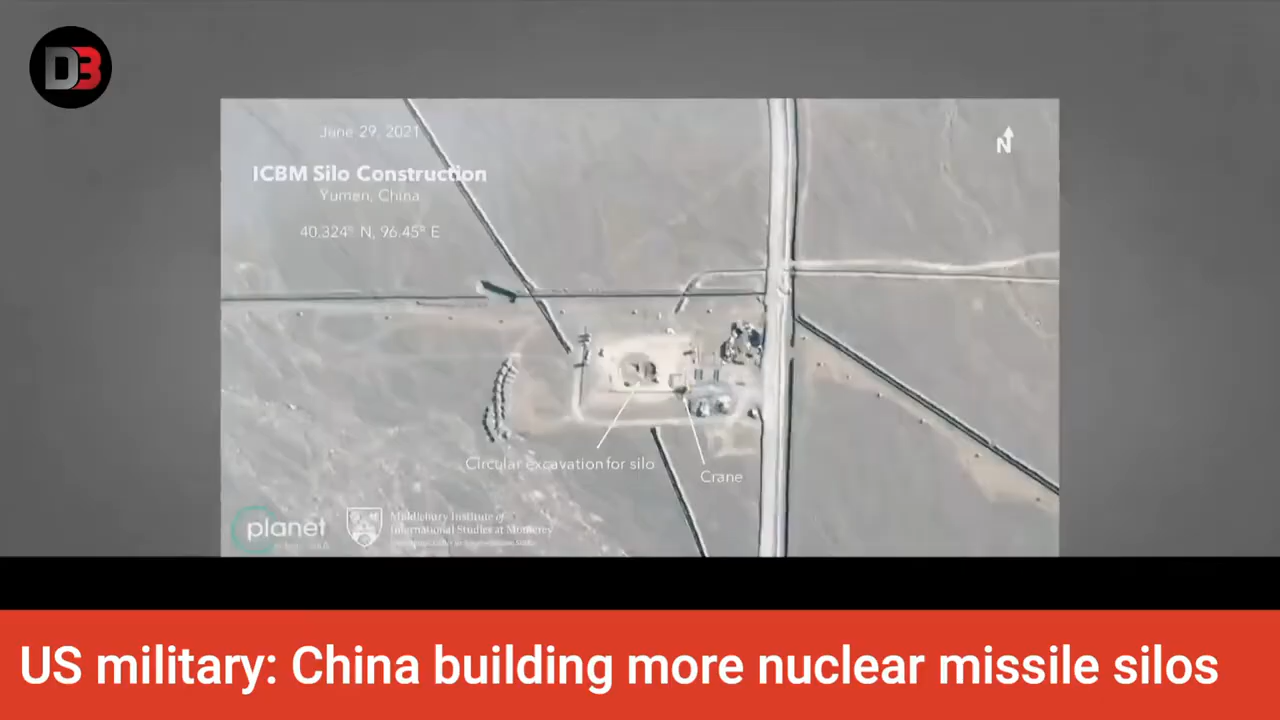 D3
June 29, 2021
ICBM Silo Construction
Yumen, China
40.324° N, 96.45° E
N
Circular excavation for silo
Crane
planet
Middlebury Institute of
International Studies at Monterey
US military: China building more nuclear missile silos